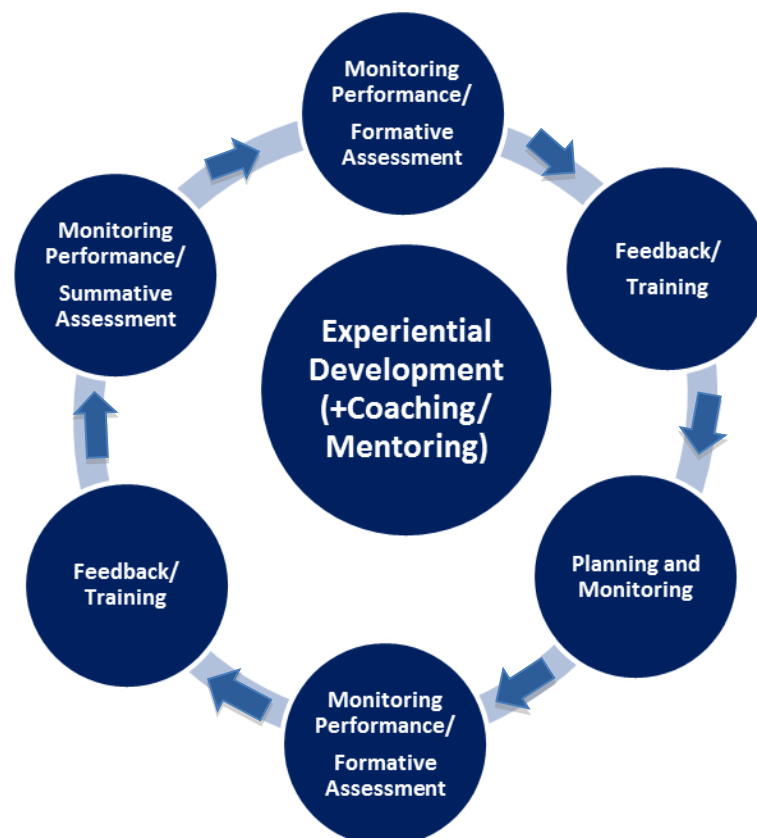 Monitoring
Performance/
Formative
Assessment
Feedback/
Training
Planning and
Monitoring
Monitoring
Performance/
Formative
Assessment
Feedback/
Training
Monitoring
Performance/
Summative
Assessment
Experiential
Development
(+Coaching/
Mentoring)